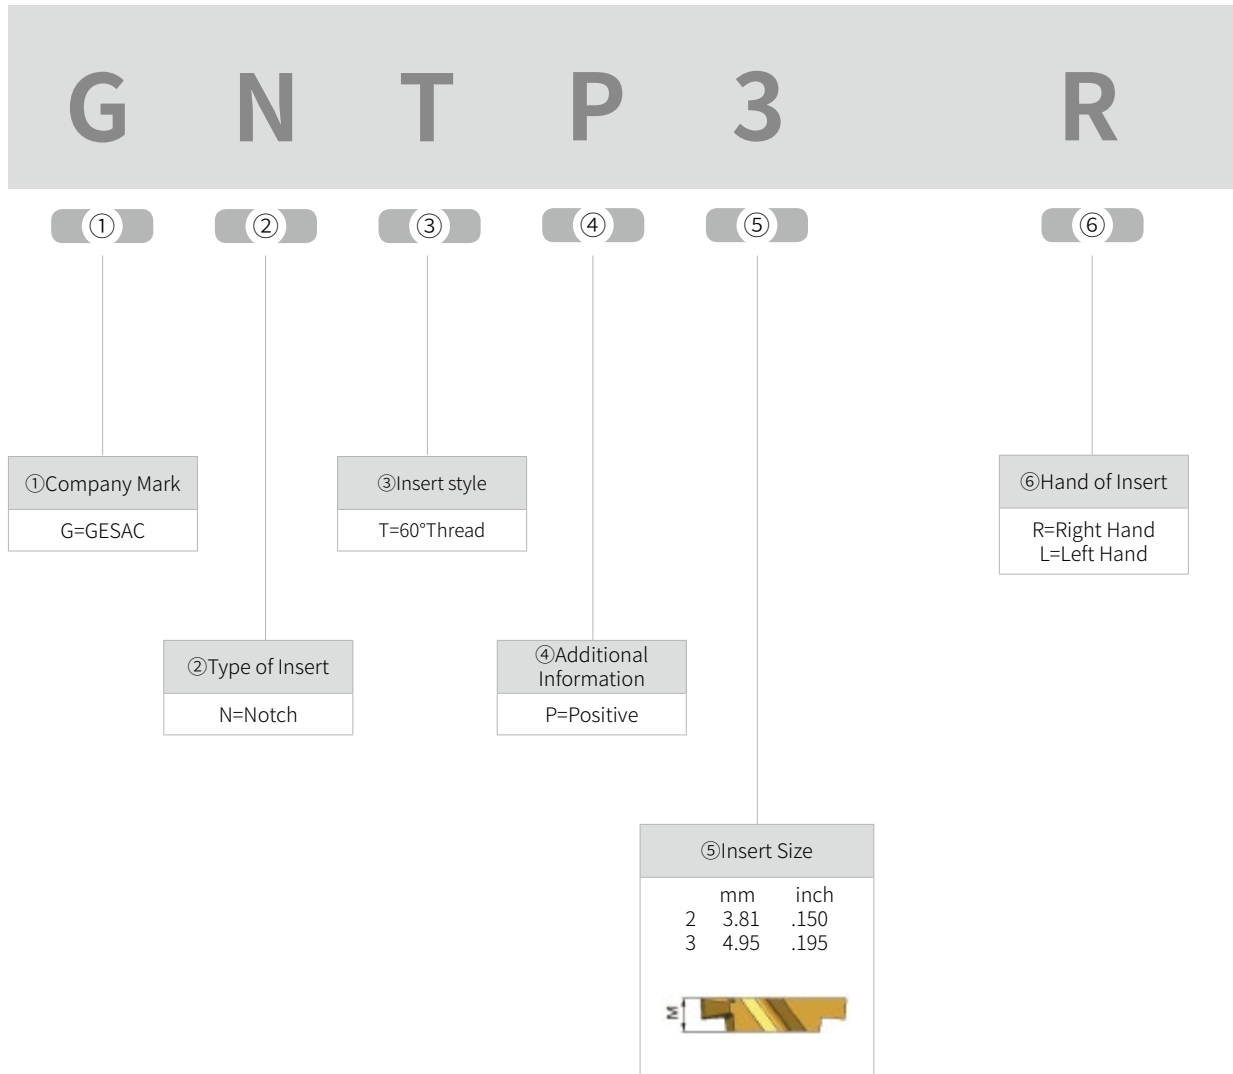 G N T P 3 R
① ② ③ ④ ⑤ ⑥
①Company Mark
G=GESAC
③Insert style
T=60°Thread
⑥Hand of Insert
R=Right Hand
L=Left Hand
②Type of Insert
N=Notch
④Additional
Information
P=Positive
⑤Insert Size
mm inch
2 3.81 .150
3 4.95 .195
M